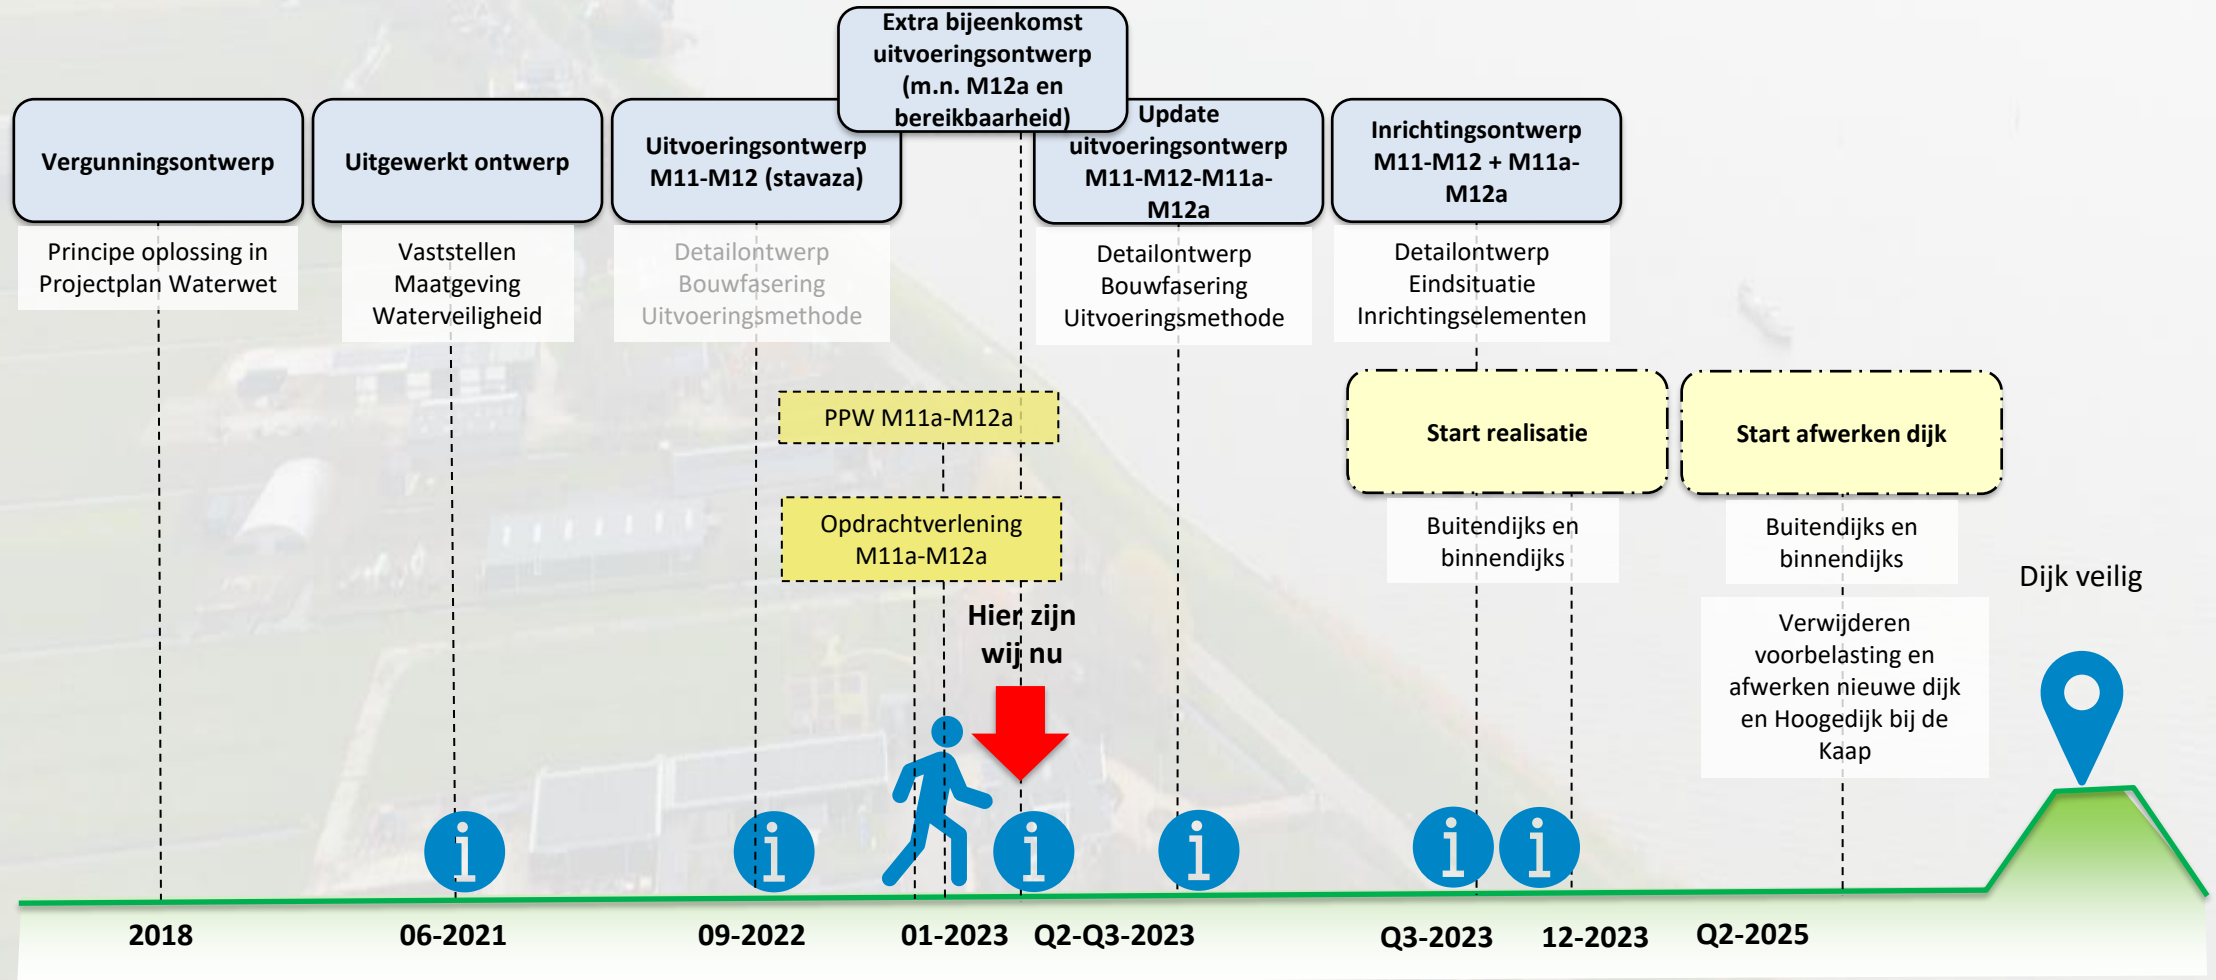 Extra bijeenkomst
uitvoeringsontwerp
(m.n. M12a en
bereikbaarheid)
Vergunningsontwerp
Uitgewerkt ontwerp
Uitvoeringsontwerp
M11-M12 (stavaza)
Update
uitvoeringsontwerp
M11-M12-M11a-
M12a
Inrichtingsontwerp
M11-M12 + M11a-
M12a
Principe oplossing in
Projectplan Waterwet
Vaststellen
Maatgeving
Waterveiligheid
Detailontwerp
Bouwfasering
Uitvoeringsmethode
Detailontwerp
Bouwfasering
Uitvoeringsmethode
Detailontwerp
Eindsituatie
Inrichtingselementen
PPW M11a-M12a
Opdrachtverlening
M11a-M12a
Start realisatie
Start afwerken dijk
Buitendijks en
binnendijks
Buitendijks en
binnendijks
Verwijderen
voorbelasting en
afwerken nieuwe dijk
en Hoogedijk bij de
Kaap
Dijk veilig
Hier zijn
wij nu
2018
06-2021
09-2022
01-2023
Q2-Q3-2023
Q3-2023
12-2023
Q2-2025